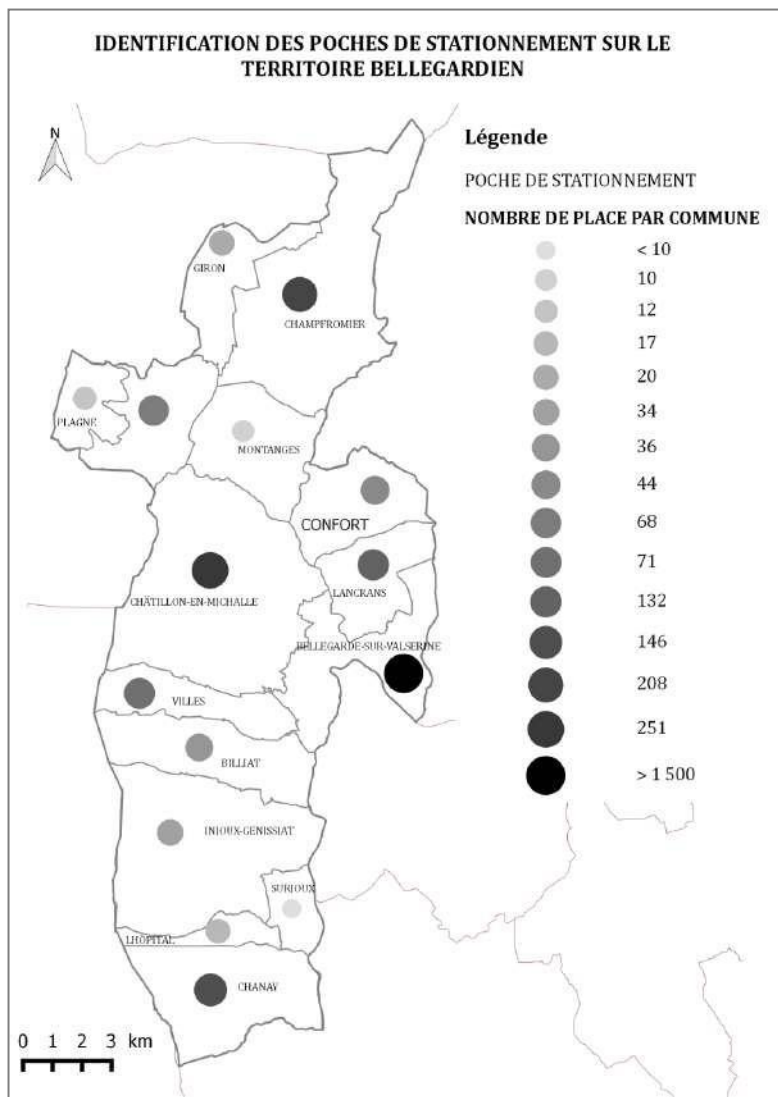 IDENTIFICATION DES POCHES DE STATIONNEMENT SUR LE
TERRITOIRE BELLEGARDIEN
N
Légende
POCHE DE STATIONNEMENT
NOMBRE DE PLACE PAR COMMUNE
< 10
10
12
17
20
34
36
44
68
71
132
146
208
251
> 1 500
GIRON
CHAMPFROMIER
PLAGNE
MONTANGES
CONFORT
LANCRANS
CHÂTILLON-EN-MICHALLE
BELLEGARDE-SUR-VALSERINE
VILLES
BILLIAT
INJOUX-GENISSIAT
SURJOUX
LHOPITAL
CHANAY
0 1 2 3 km